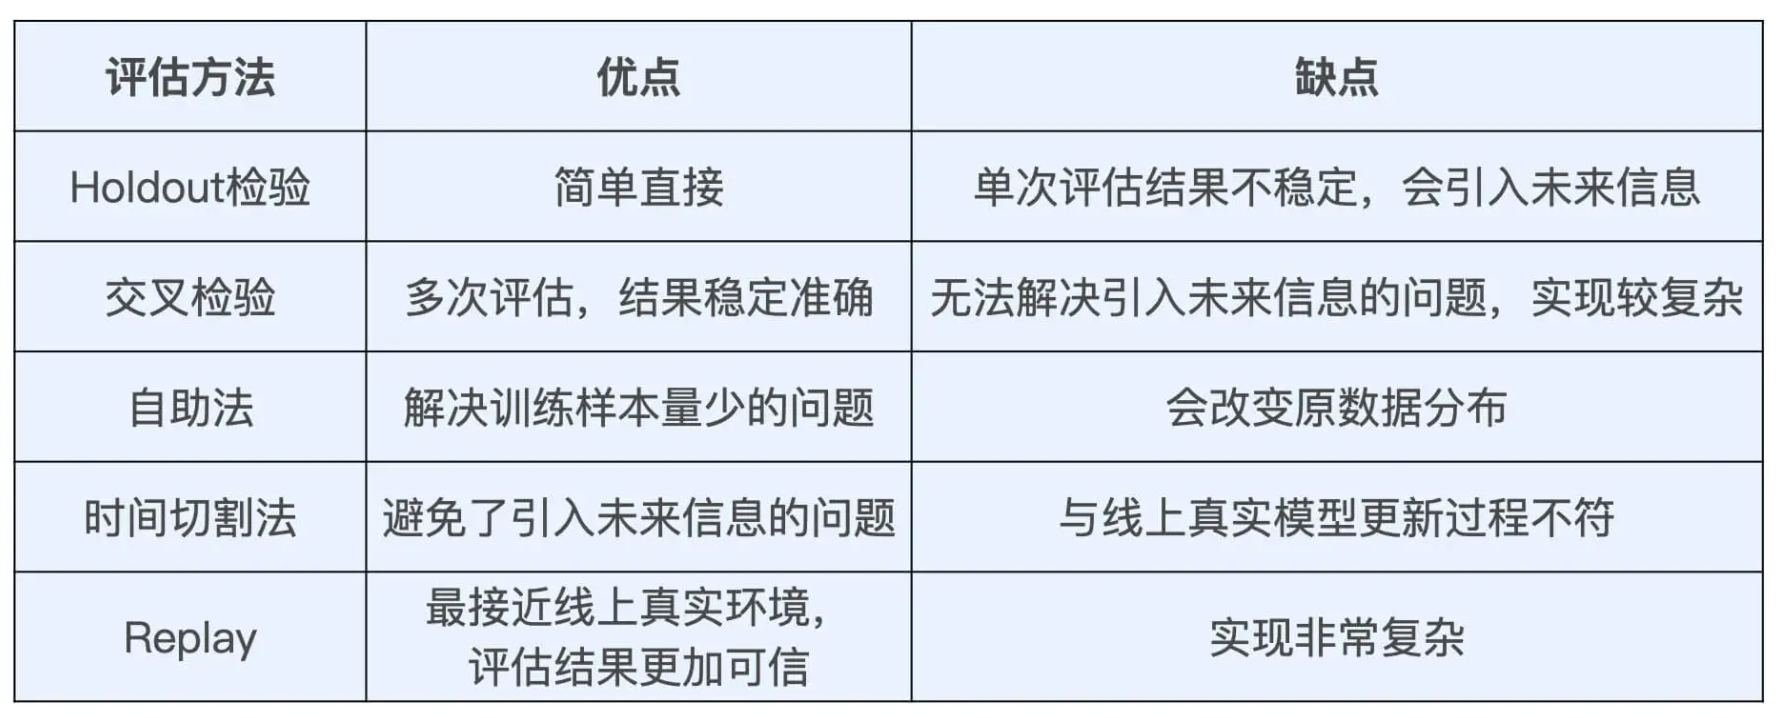 评估方法 优点 缺点
Holdout检验 简单直接 单次评估结果不稳定，会引入未来信息
交叉检验 多次评估，结果稳定准确 无法解决引入未来信息的问题，实现较复杂
自助法 解决训练样本量少的问题 会改变原数据分布
时间切割法 避免了引入未来信息的问题 与线上真实模型更新过程不符
Replay 最接近线上真实环境，
评估结果更加可信 实现非常复杂